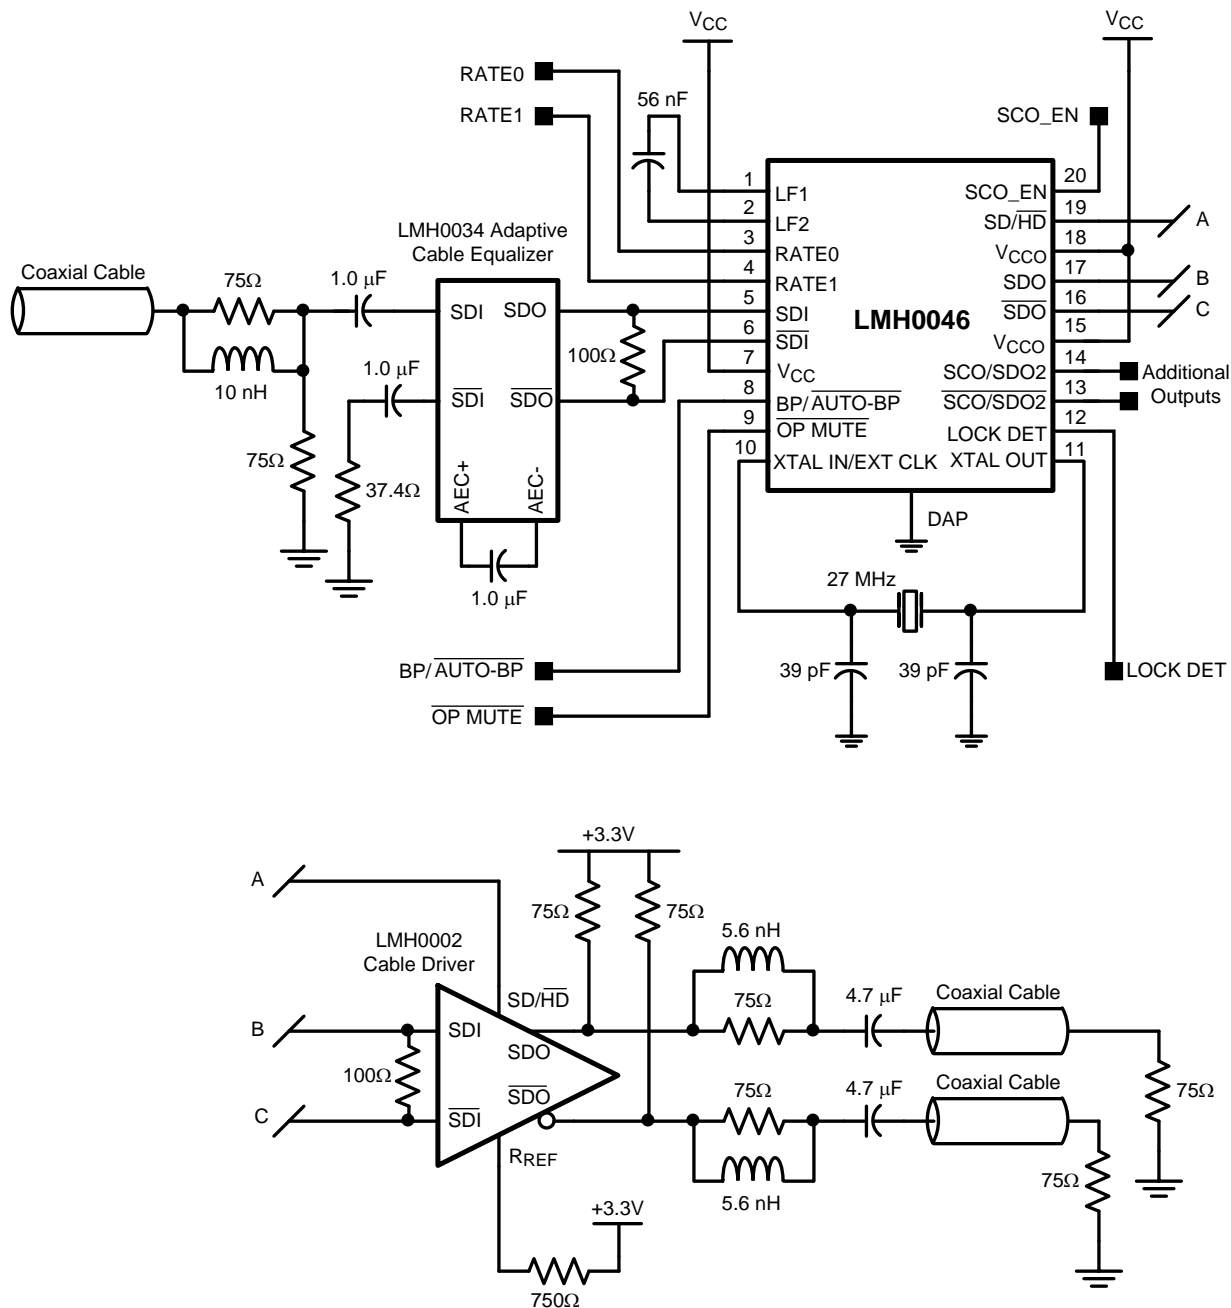 VCC
VCC
RATE0
56 nF
RATE1
SCO_EN
1
LF1
2
LF2
3
RATE0
4
RATE1
5
SDI
6
SDI
7
VCC
8
BP/AUTO-BP
9
OP MUTE
10
XTAL IN/EXT CLK
LMH0046
20
SCO_EN
19
SD/HD
18
VCCO
17
SDO
16
SDO
15
VCCO
14
SCO/SDO2
13
SCO/SDO2
12
LOCK DET
11
XTAL OUT
A
B
C
Additional
Outputs
DAP
LMH0034 Adaptive
Cable Equalizer
Coaxial Cable
75Ω
1.0 µF
10 nH
1.0 µF
75Ω
37.4Ω
SDI
SDO
SDI
SDO
AEC+
AEC-
1.0 µF
100Ω
27 MHz
39 pF
39 pF
LOCK DET
BP/AUTO-BP
OP MUTE
+3.3V
A
75Ω
75Ω
LMH0002
Cable Driver
5.6 nH
SD/HD
75Ω
4.7 µF
Coaxial Cable
B
SDI
SDO
100Ω
75Ω
4.7 µF
Coaxial Cable
75Ω
SDO
C
SDI
RREF
5.6 nH
75Ω
+3.3V
750Ω